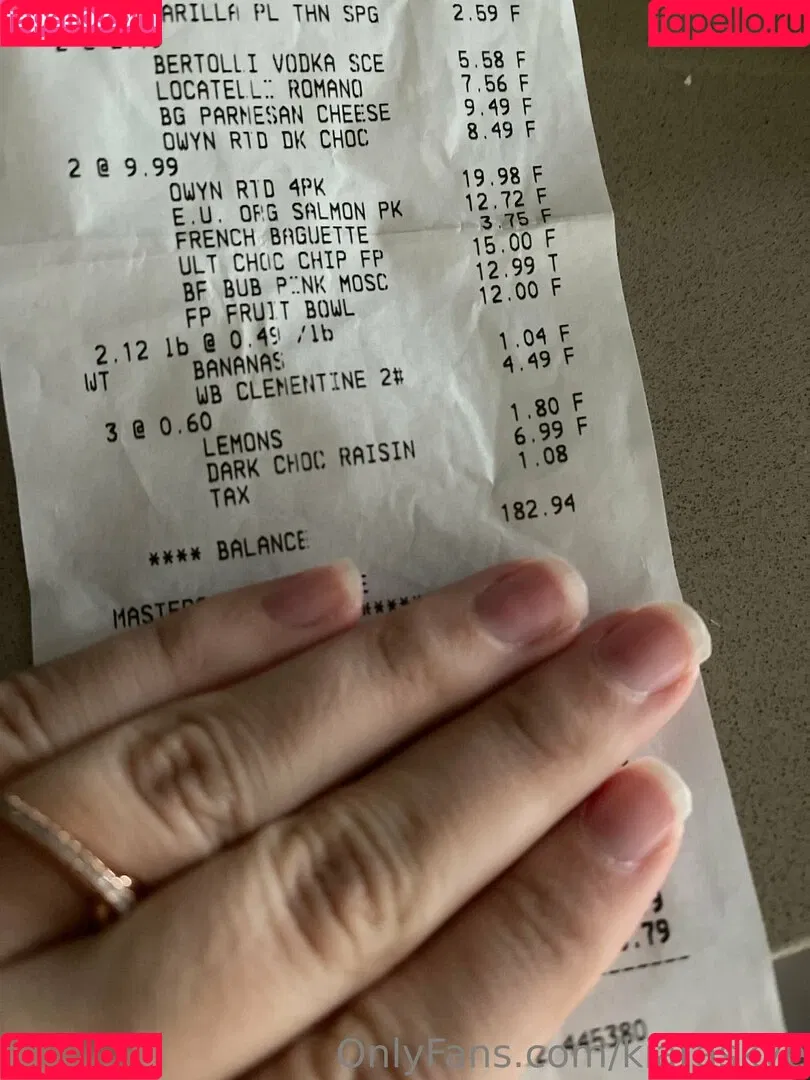 fapello.ru fapello.ru
ARILLA PL THN SPG 2.59 F
2 @
BERTOLLI VODKA SCE 5.58 F
LOCATELLI ROMANO 7.56 F
BG PARMESAN CHEESE 9.49 F
OWYN RTD DK CHOC 8.49 F
2 @ 9.99
OWYN RTD 4PK 19.98 F
E.U. ORG SALMON PK 12.72 F
FRENCH BAGUETTE 3.75 F
ULT CHOC CHIP FP 15.00 F
BF BUB PINK MOSC 12.99 T
FP FRUIT BOWL 12.00 F
2.12 lb @ 0.49 /lb
WT BANANAS 1.04 F
WB CLEMENTINE 2# 4.49 F
3 @ 0.60
LEMONS 1.80 F
DARK CHOC RAISIN 6.99 F
TAX 1.08
**** BALANCE 182.94
.79
445380
fapello.ru OnlyFans.com/k fapello.ru